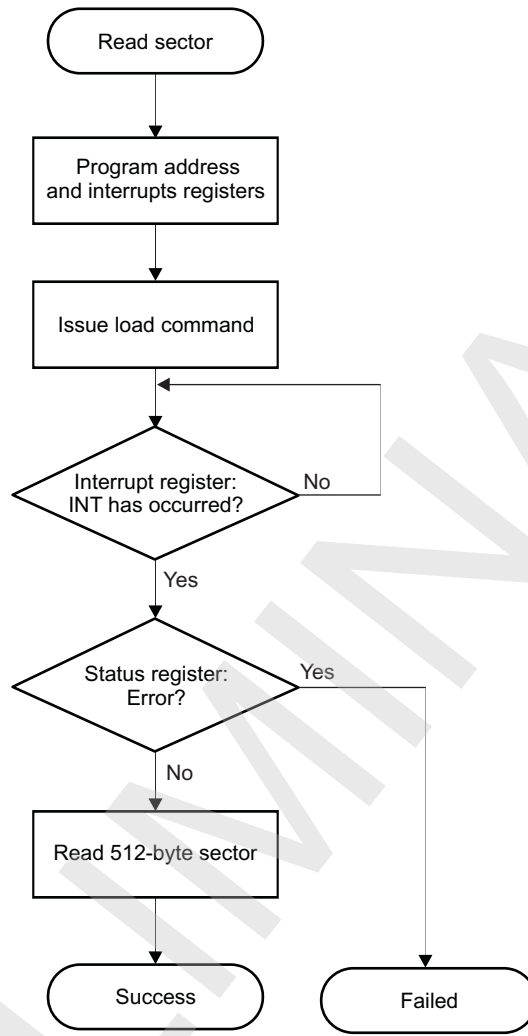 Read sector
Program address
and interrupts registers
Issue load command
Interrupt register:
INT has occurred?
No
Yes
Status register:
Error?
Yes
No
Read 512-byte sector
Success
Failed